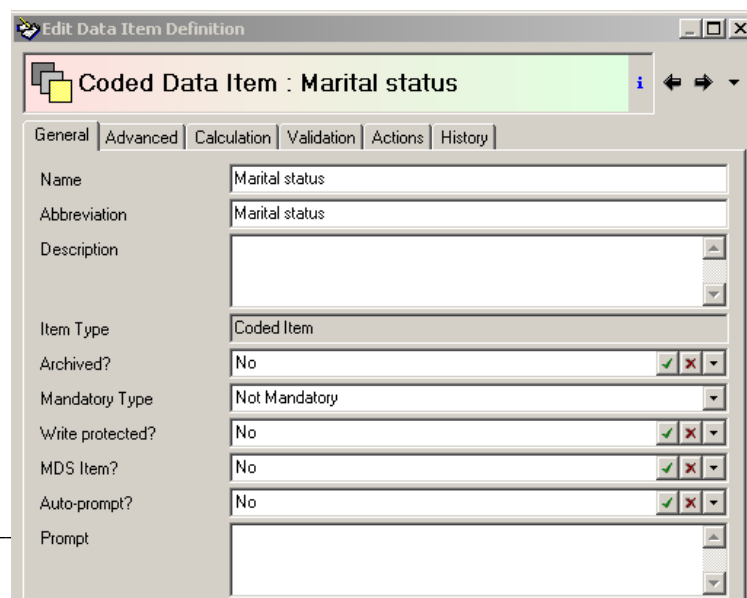 Edit Data Item Definition
Coded Data Item : Marital status
i
General Advanced Calculation Validation Actions History
Name Marital status
Abbreviation Marital status
Description
Item Type Coded Item
Archived? No
Mandatory Type Not Mandatory
Write protected? No
MDS Item? No
Auto-prompt? No
Prompt